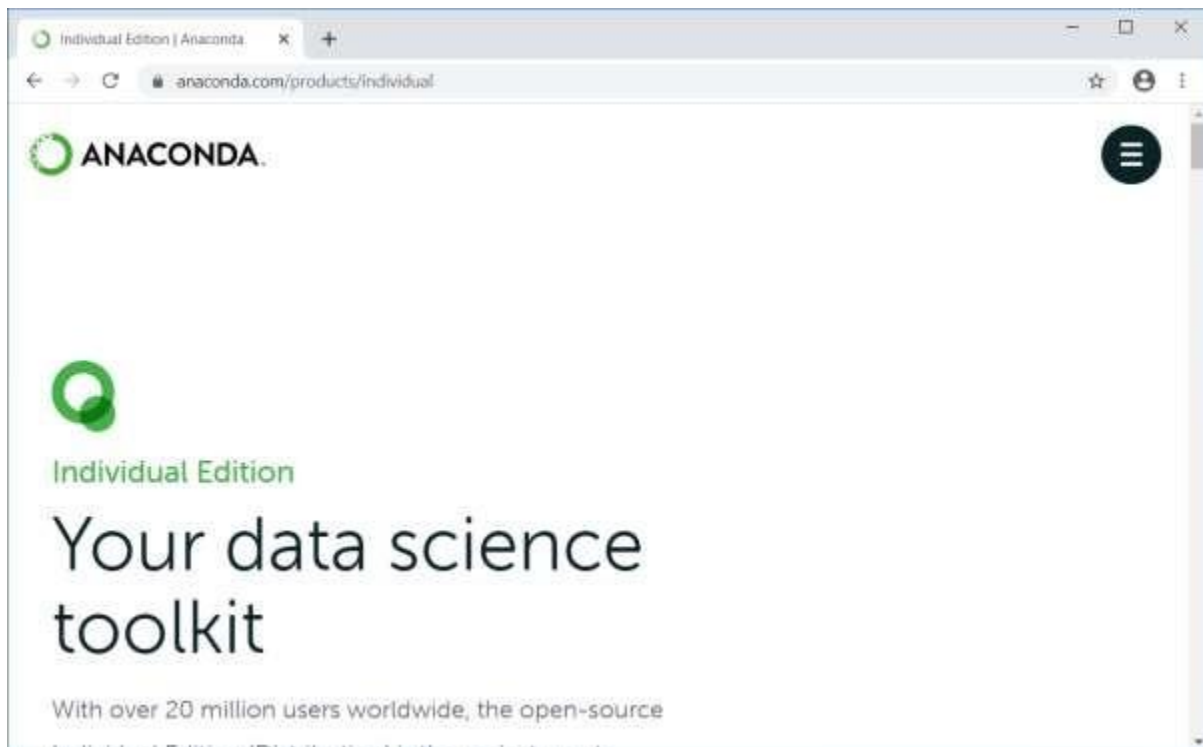 Individual Edition | Anaconda
anaconda.com/products/individual
ANACONDA.
Individual Edition
Your data science
toolkit
With over 20 million users worldwide, the open-source